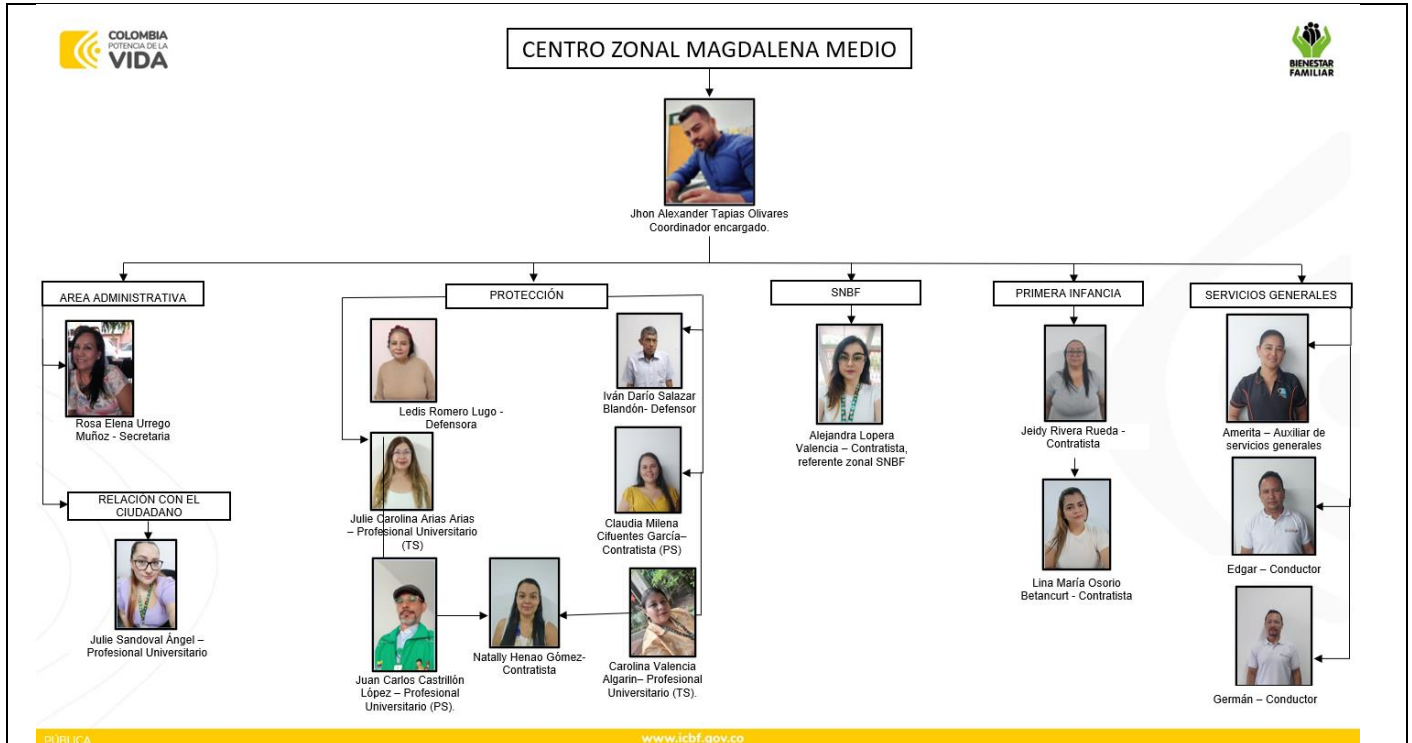 COLOMBIA
POTENCIA DE LA
VIDA
CENTRO ZONAL MAGDALENA MEDIO
BIENESTAR
FAMILIAR
Jhon Alexander Tapias Olivares
Coordinador encargado.
AREA ADMINISTRATIVA
Rosa Elena Urrego
Muñoz - Secretaria
RELACIÓN CON EL
CIUDADANO
Julie Sandoval Ángel –
Profesional Universitario
PROTECCIÓN
Ledis Romero Lugo -
Defensora
Iván Darío Salazar
Blandón- Defensor
Julie Carolina Arias Arias
– Profesional Universitario
(TS)
Claudia Milena
Cifuentes García–
Contratista (PS)
Juan Carlos Castrillón
López – Profesional
Universitario (PS).
Natally Henao Gómez-
Contratista
Carolina Valencia
Algarin– Profesional
Universitario (TS).
SNBF
Alejandra Lopera
Valencia – Contratista,
referente zonal SNBF
PRIMERA INFANCIA
Jeidy Rivera Rueda -
Contratista
Lina María Osorio
Betancurt - Contratista
SERVICIOS GENERALES
Amerita – Auxiliar de
servicios generales
Edgar – Conductor
Germán – Conductor
PÚBLICA
www.icbf.gov.co